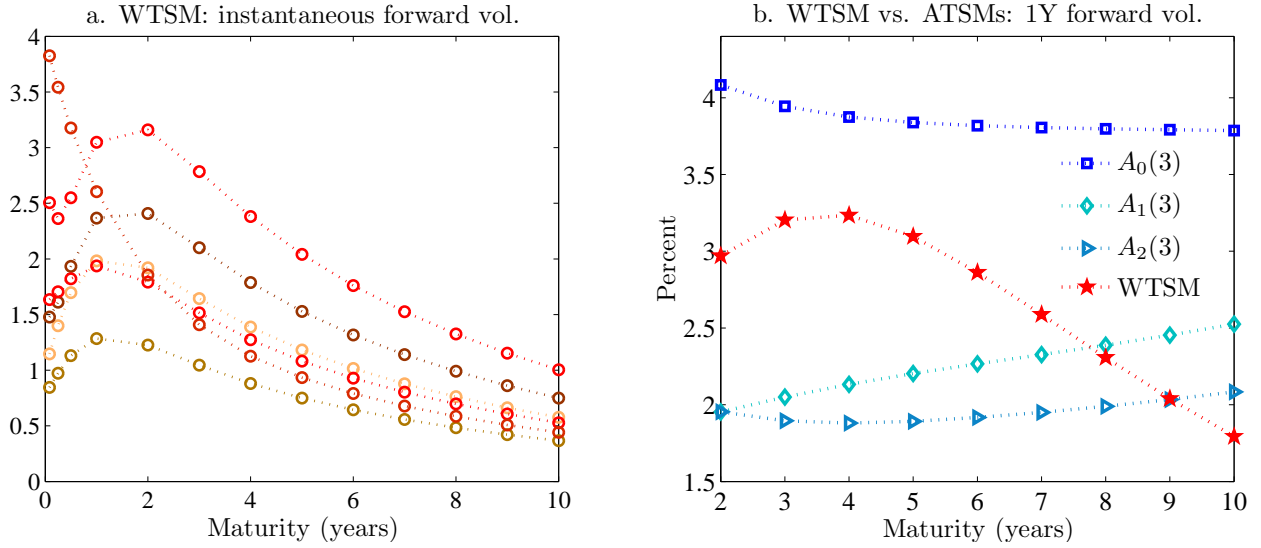 a. WTSM: instantaneous forward vol.
4
3.5
3
2.5
2
1.5
1
0.5
0
0 2 4 6 8 10
Maturity (years)
b. WTSM vs. ATSMs: 1Y forward vol.
Percent
4
3.5
3
2.5
2
1.5
A₀(3)
A₁(3)
A₂(3)
WTSM
2 3 4 5 6 7 8 9 10
Maturity (years)